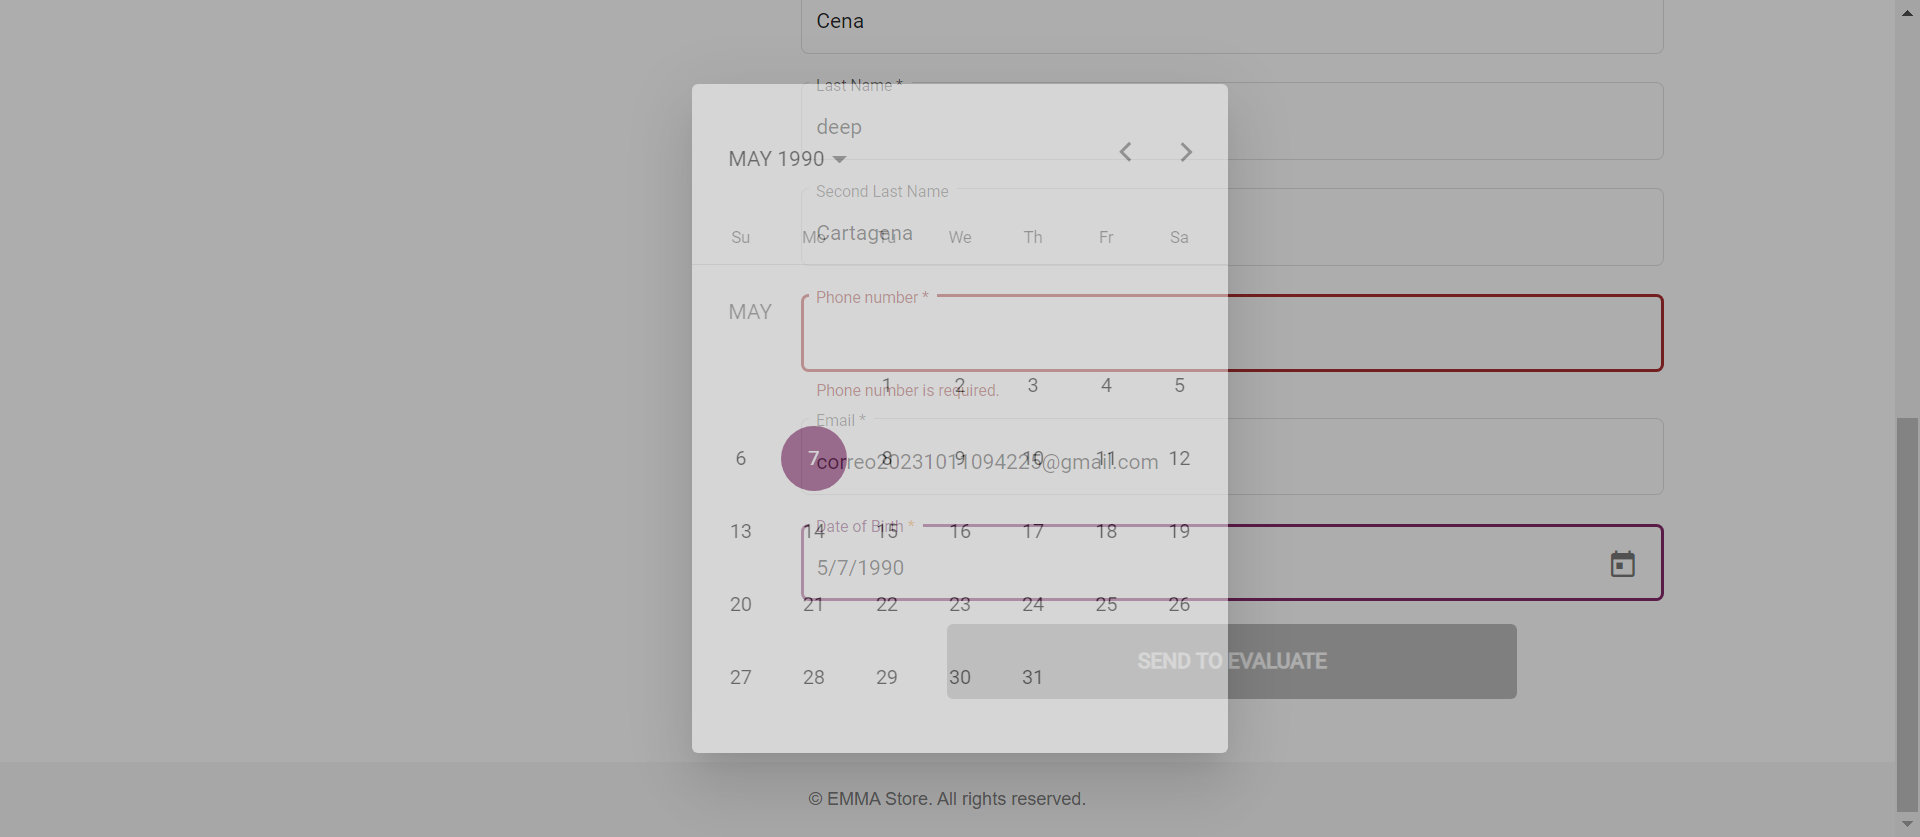 Cena
Last Name *
deep
MAY 1990
Second Last Name
Cartagena
Su Mo Tu We Th Fr Sa
Phone number *
MAY
1 2 3 4 5
Phone number is required.
Email *
6 7 8 9 10 11 12
correo20231011094225@gmail.com
Date of Birth *
13 14 15 16 17 18 19
5/7/1990
20 21 22 23 24 25 26
SEND TO EVALUATE
27 28 29 30 31
© EMMA Store. All rights reserved.